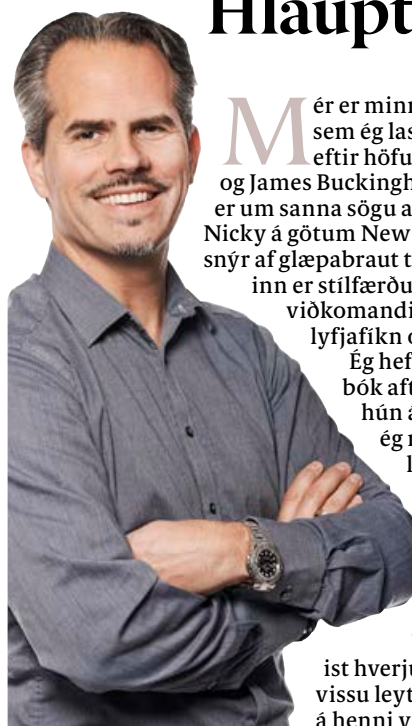 Hlaupt
Mér er minn
sem ég las
eftir höfu
og James Buckingh
er um sanna sögu a
Nicky á götum New
snýr af glæpabraut t
inn er stílfærðu
viðkomandi
lyfjafíkn o
Ég hef
bók aft
hún á
ég
ist hverju
vissu leyt
á henni v